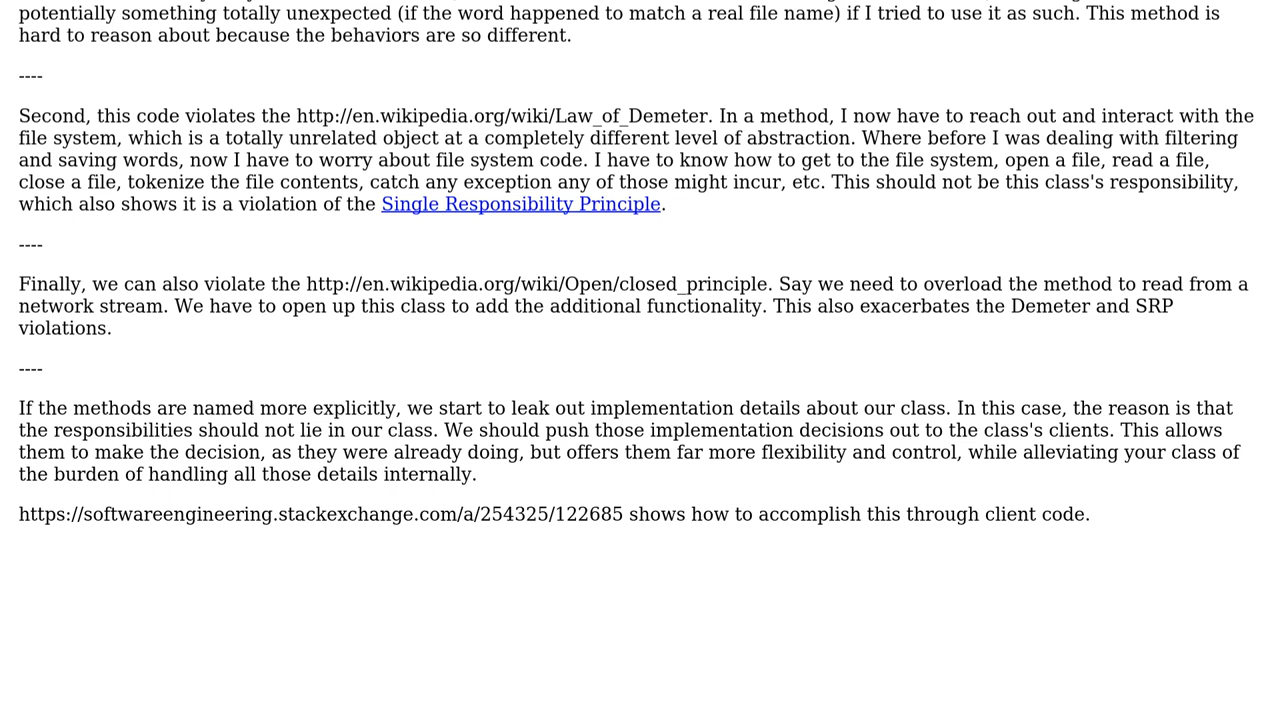 potentially something totally unexpected (if the word happened to match a real file name) if I tried to use it as such. This method is
hard to reason about because the behaviors are so different.
----
Second, this code violates the http://en.wikipedia.org/wiki/Law_of_Demeter. In a method, I now have to reach out and interact with the
file system, which is a totally unrelated object at a completely different level of abstraction. Where before I was dealing with filtering
and saving words, now I have to worry about file system code. I have to know how to get to the file system, open a file, read a file,
close a file, tokenize the file contents, catch any exception any of those might incur, etc. This should not be this class's responsibility,
which also shows it is a violation of the Single Responsibility Principle.
----
Finally, we can also violate the http://en.wikipedia.org/wiki/Open/closed_principle. Say we need to overload the method to read from a
network stream. We have to open up this class to add the additional functionality. This also exacerbates the Demeter and SRP
violations.
----
If the methods are named more explicitly, we start to leak out implementation details about our class. In this case, the reason is that
the responsibilities should not lie in our class. We should push those implementation decisions out to the class's clients. This allows
them to make the decision, as they were already doing, but offers them far more flexibility and control, while alleviating your class of
the burden of handling all those details internally.
https://softwareengineering.stackexchange.com/a/254325/122685 shows how to accomplish this through client code.